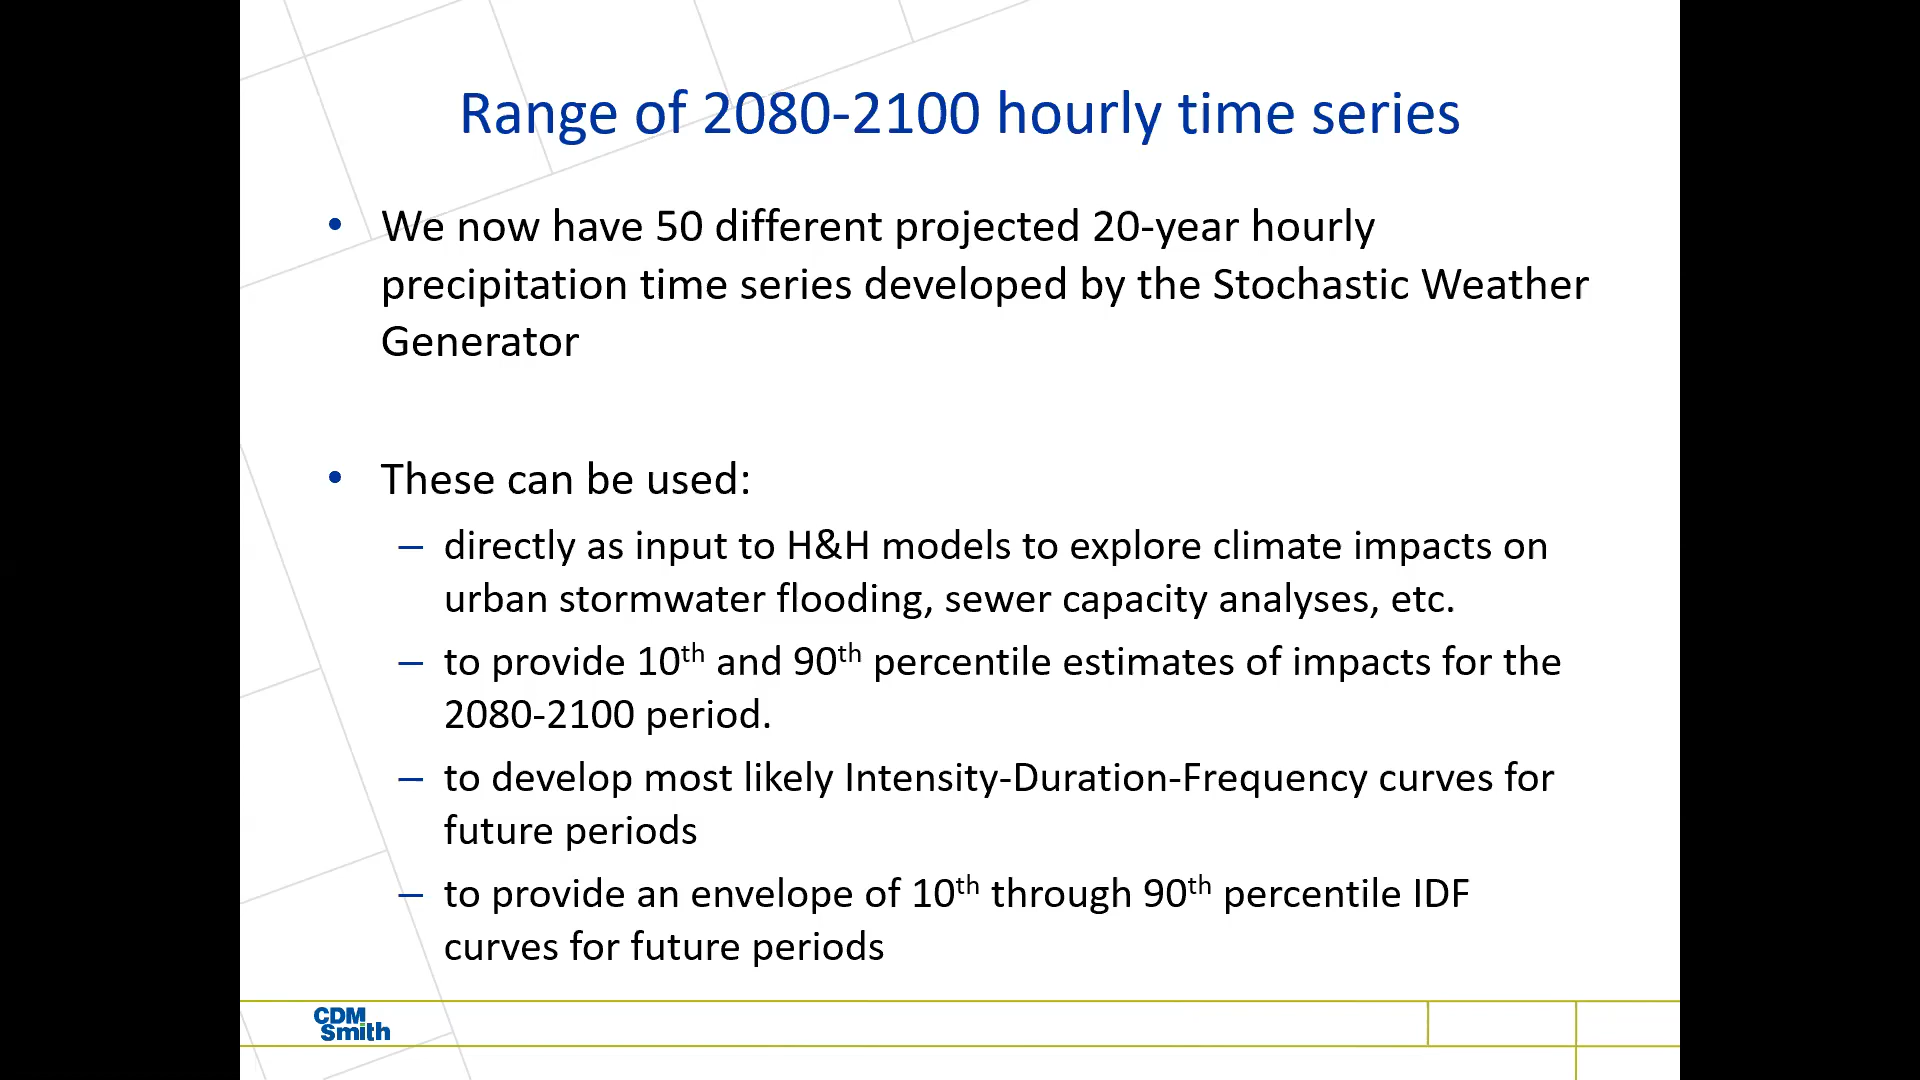 Range of 2080-2100 hourly time series
• We now have 50 different projected 20-year hourly
precipitation time series developed by the Stochastic Weather
Generator
• These can be used:
– directly as input to H&H models to explore climate impacts on
urban stormwater flooding, sewer capacity analyses, etc.
– to provide 10th and 90th percentile estimates of impacts for the
2080-2100 period.
– to develop most likely Intensity-Duration-Frequency curves for
future periods
– to provide an envelope of 10th through 90th percentile IDF
curves for future periods
CDM
Smith